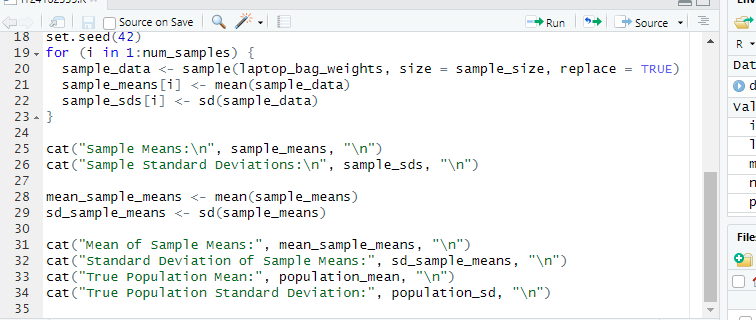 Source on Save
Run
Source
18 set.seed(42)
19 for (i in 1:num_samples) {
20 sample_data <- sample(laptop_bag_weights, size = sample_size, replace = TRUE)
21 sample_means[i] <- mean(sample_data)
22 sample_sds[i] <- sd(sample_data)
23 }
24
25 cat("Sample Means:\n", sample_means, "\n")
26 cat("Sample Standard Deviations:\n", sample_sds, "\n")
27
28 mean_sample_means <- mean(sample_means)
29 sd_sample_means <- sd(sample_means)
30
31 cat("Mean of Sample Means:", mean_sample_means, "\n")
32 cat("Standard Deviation of Sample Means:", sd_sample_means, "\n")
33 cat("True Population Mean:", population_mean, "\n")
34 cat("True Population Standard Deviation:", population_sd, "\n")
35
R
Dat
d
Val
i
l
m
n
p
Files